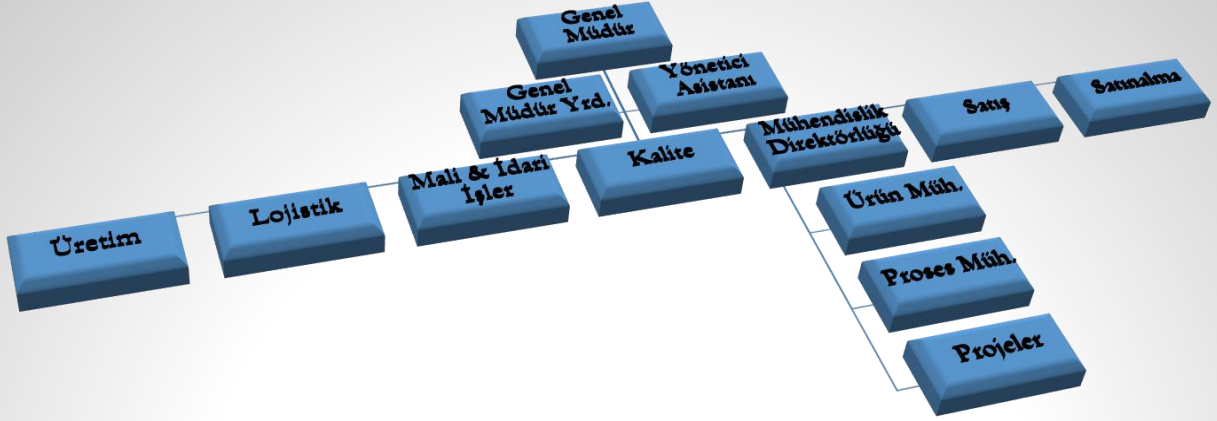 Genel
Müdür
Genel
Müdür Yrd.
Yönetici
Asistanı
Üretim
Lojistik
Mali & İdari
İşler
Kalite
Mühendislik
Direktörlüğü
Satış
Satınalma
Ürün Müh.
Proses Müh.
Projeler